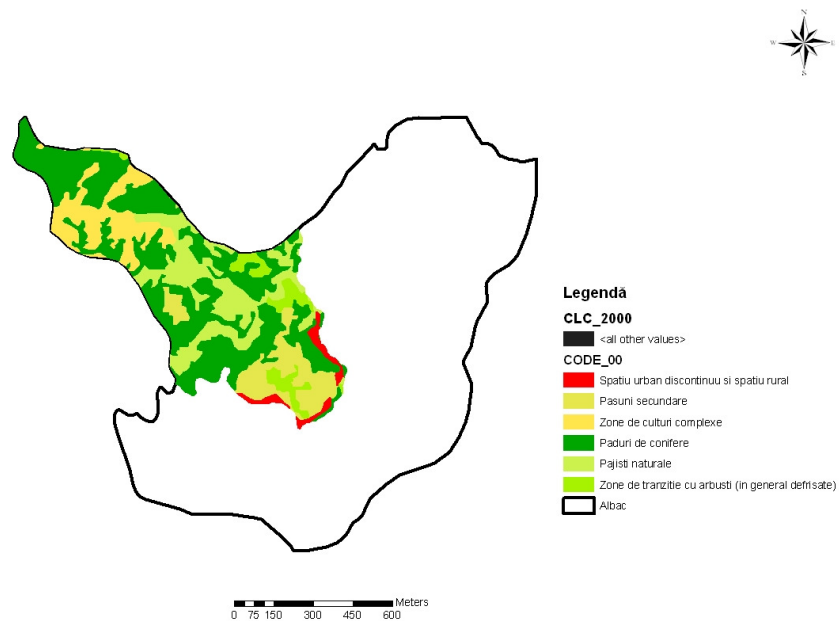 N
W E
S
Legendă
CLC_2000
<all other values>
CODE_00
Spatiu urban discontinuu si spatiu rural
Pasuni secundare
Zone de culturi complexe
Paduri de conifere
Pajisti naturale
Zone de tranzitie cu arbusti (in general defrisate)
Albac
Meters
0 75 150 300 450 600